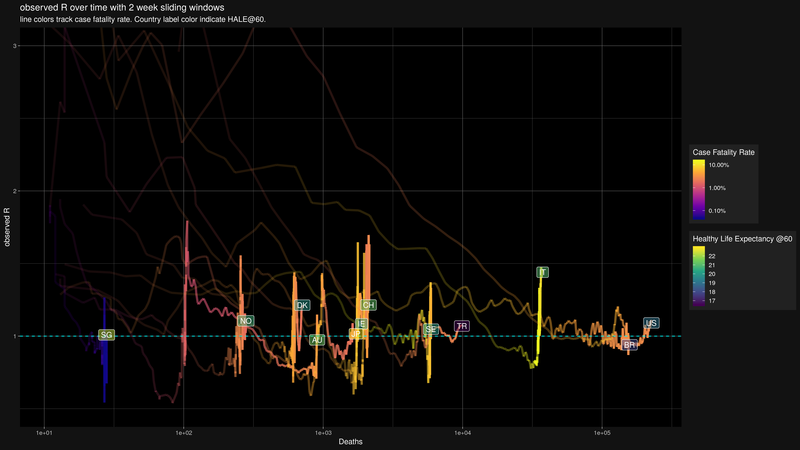 observed R over time with 2 week sliding windows
line colors track case fatality rate. Country label color indicate HALE@60.
3
2
1
observed R
1e+01
1e+02
1e+03
1e+04
1e+05
Deaths
SG
NO
DK
AU
CH
IE
SE
TR
IT
BR
US
Case Fatality Rate
10.00%
1.00%
0.10%
Healthy Life Expectancy @60
22
21
20
19
18
17